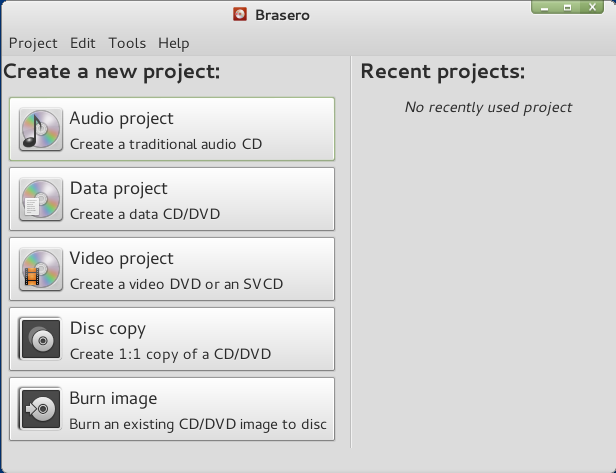 Brasero
Project Edit Tools Help
Create a new project:
Audio project
Create a traditional audio CD
Data project
Create a data CD/DVD
Video project
Create a video DVD or an SVCD
Disc copy
Create 1:1 copy of a CD/DVD
Burn image
Burn an existing CD/DVD image to disc
Recent projects:
No recently used project